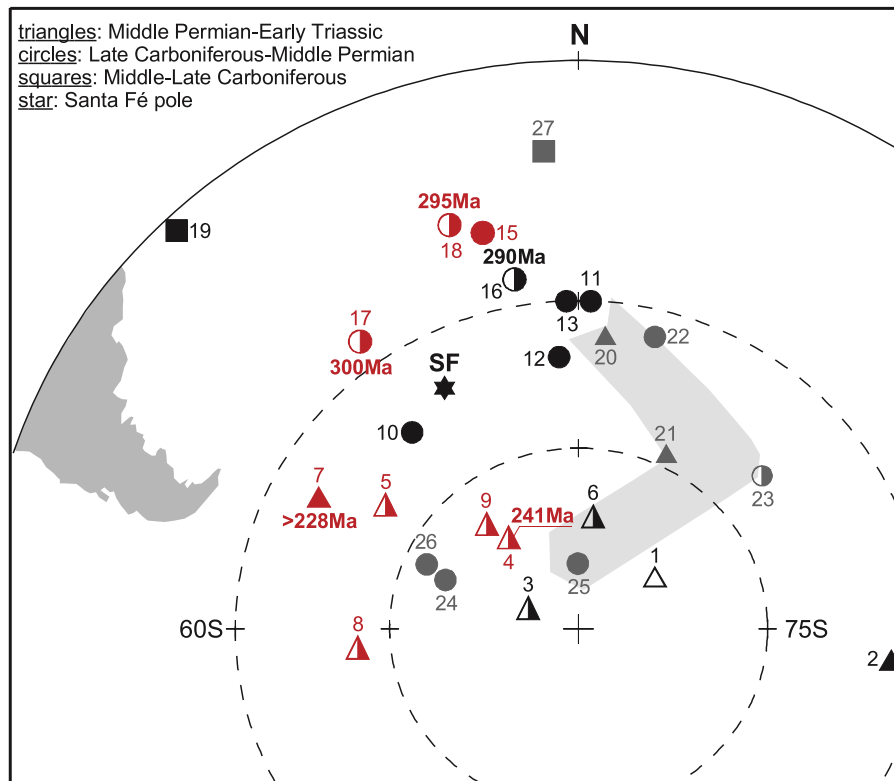 triangles: Middle Permian-Early Triassic
circles: Late Carboniferous-Middle Permian
squares: Middle-Late Carboniferous
star: Santa Fé pole
N
27
19
295Ma
15
18
290Ma
16
11
13
17
300Ma
12
20
22
SF
10
21
23
7
>228Ma
5
9
241Ma
4
6
26
24
25
1
3
60S
75S
8
2